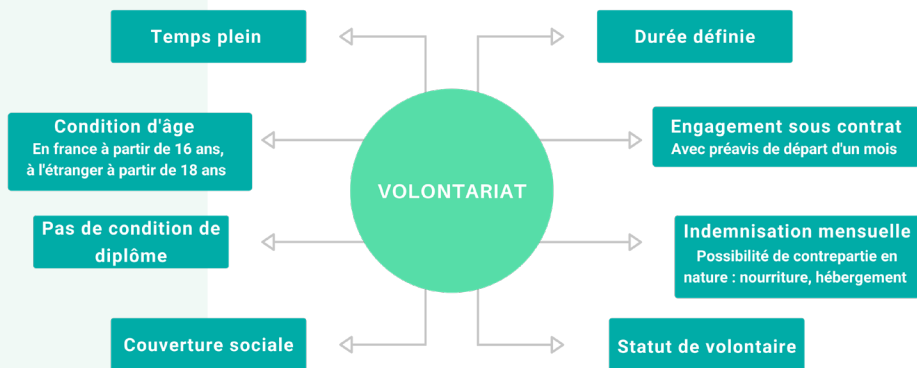 Temps plein
Durée définie
Condition d'âge
En france à partir de 16 ans,
à l'étranger à partir de 18 ans
Engagement sous contrat
Avec préavis de départ d'un mois
VOLONTARIAT
Pas de condition de
diplôme
Indemnisation mensuelle
Possibilité de contrepartie en
nature : nourriture, hébergement
Couverture sociale
Statut de volontaire